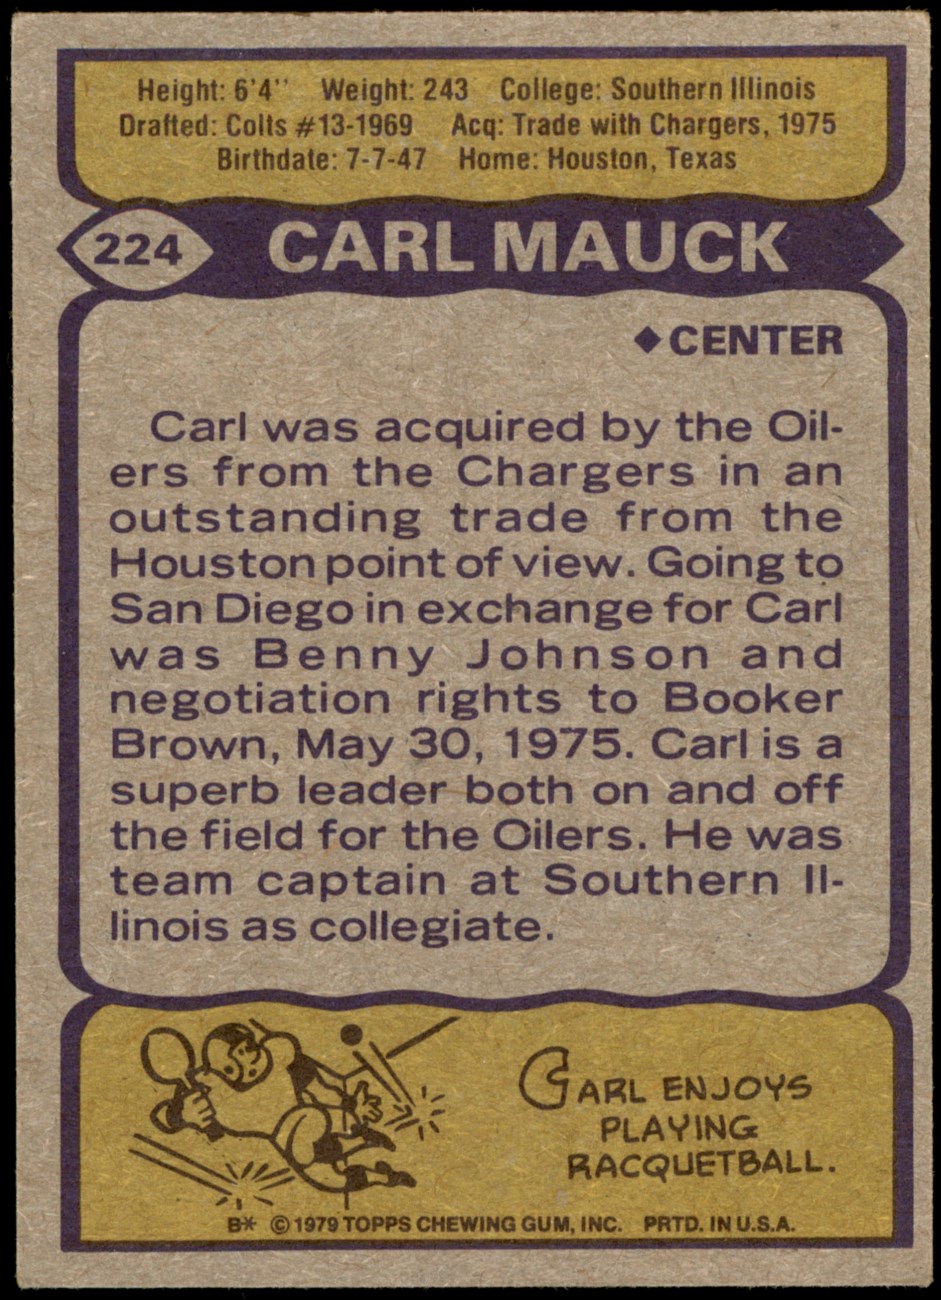 Height: 6'4'' Weight: 243 College: Southern Illinois
Drafted: Colts #13-1969 Acq: Trade with Chargers, 1975
Birthdate: 7-7-47 Home: Houston, Texas
224 CARL MAUCK
◆CENTER
Carl was acquired by the Oil-
ers from the Chargers in an
outstanding trade from the
Houston point of view. Going to
San Diego in exchange for Carl
was Benny Johnson and
negotiation rights to Booker
Brown, May 30, 1975. Carl is a
superb leader both on and off
the field for the Oilers. He was
team captain at Southern Il-
linois as collegiate.
CARL ENJOYS
PLAYING
RACQUETBALL.
B* © 1979 TOPPS CHEWING GUM, INC. PRTD. IN U.S.A.